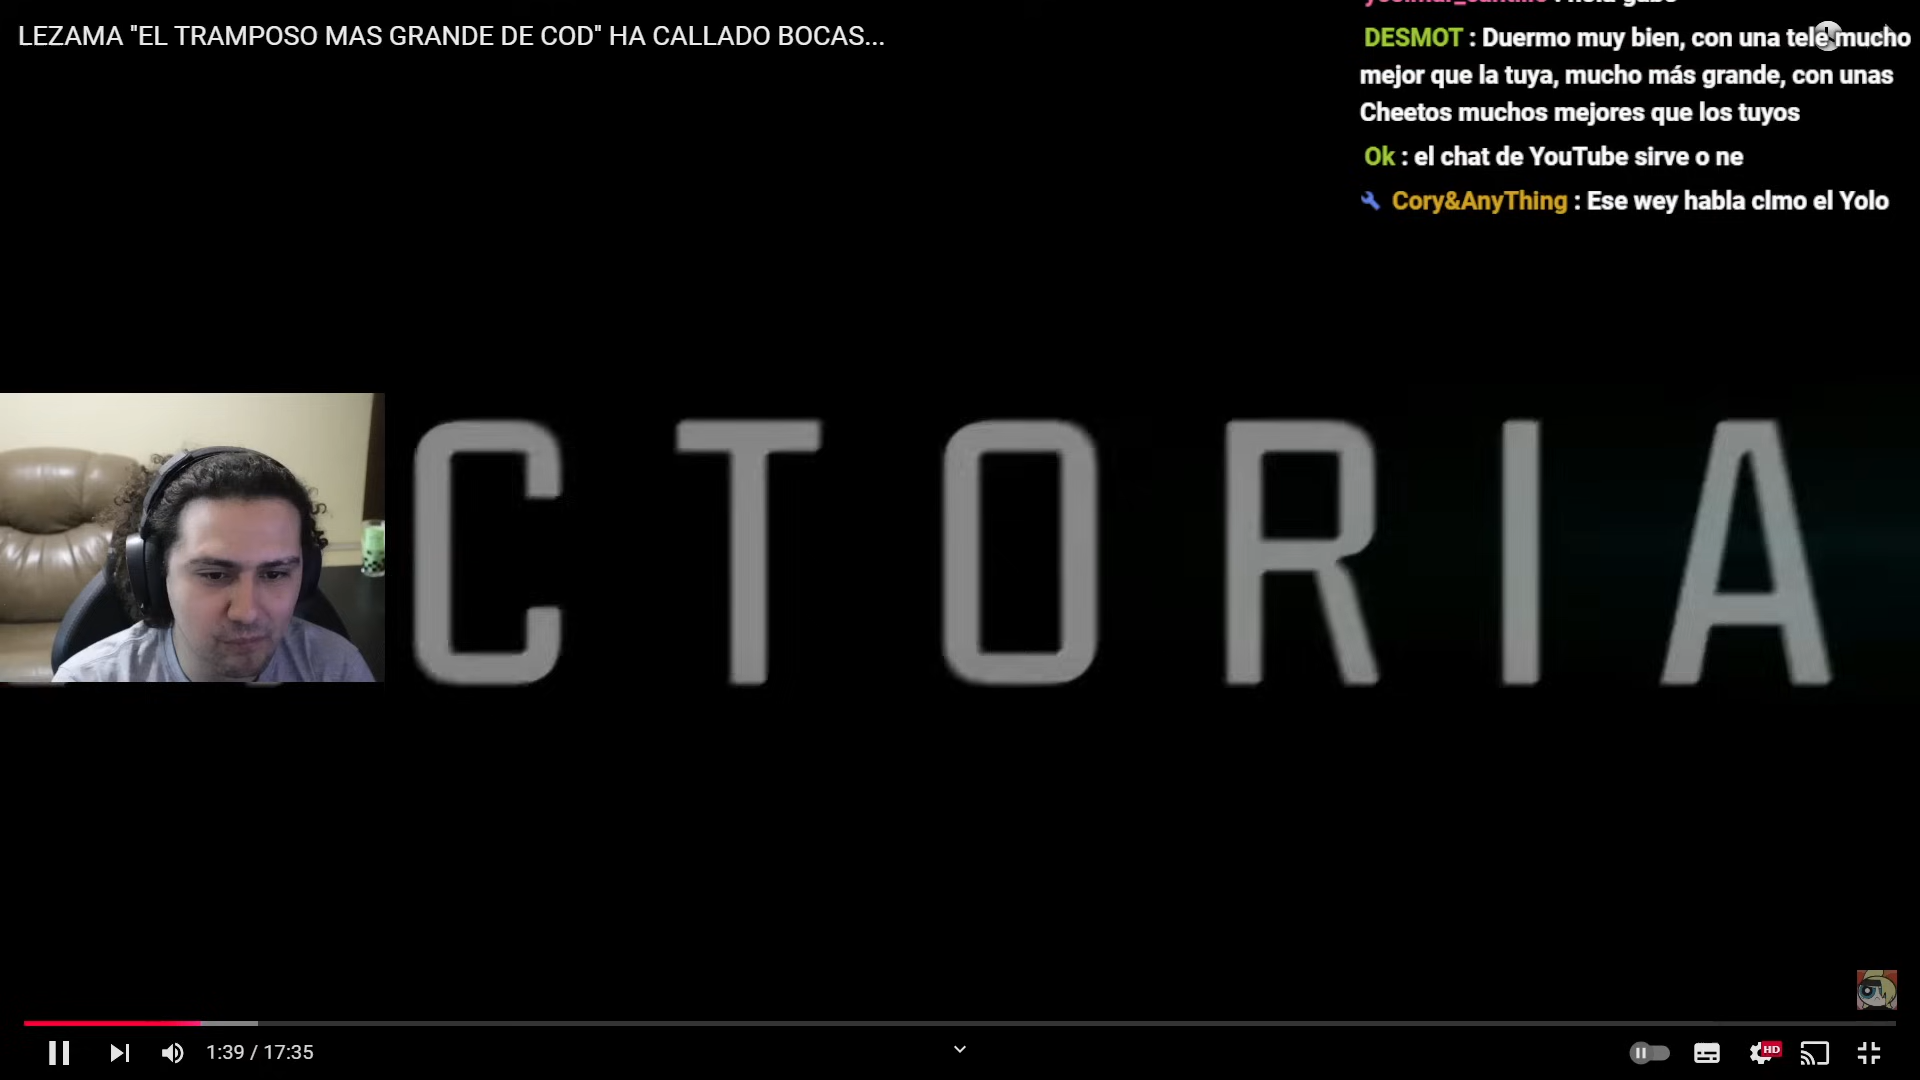 LEZAMA "EL TRAMPOSO MAS GRANDE DE COD" HA CALLADO BOCAS...
DESMOT : Duermo muy bien, con una tele mucho
mejor que la tuya, mucho más grande, con unas
Cheetos muchos mejores que los tuyos
Ok : el chat de YouTube sirve o ne
Cory&AnyThing : Ese wey habla clmo el Yolo
CTORIA
1:39 / 17:35
HD